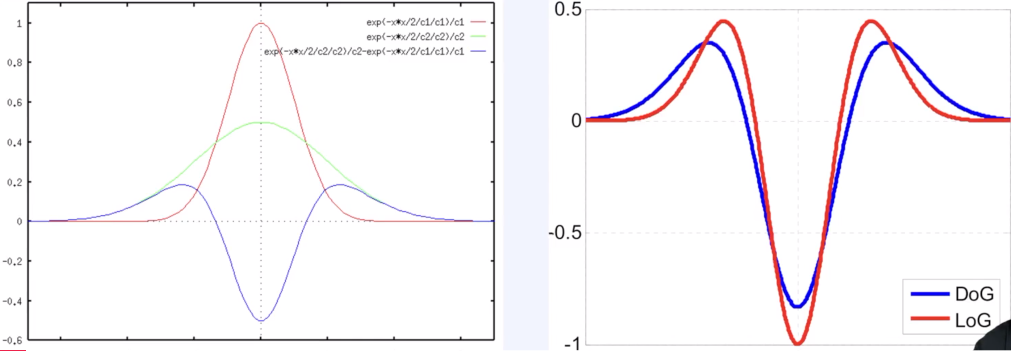 1
0.8
0.6
0.4
0.2
0
-0.2
-0.4
-0.6
exp(-x*x/2/c1/c1)/c1
exp(-x*x/2/c2/c2)/c2
exp(-x*x/2/c2/c2)/c2-exp(-x*x/2/c1/c1)/c1
0.5
0
-0.5
-1
DoG
LoG